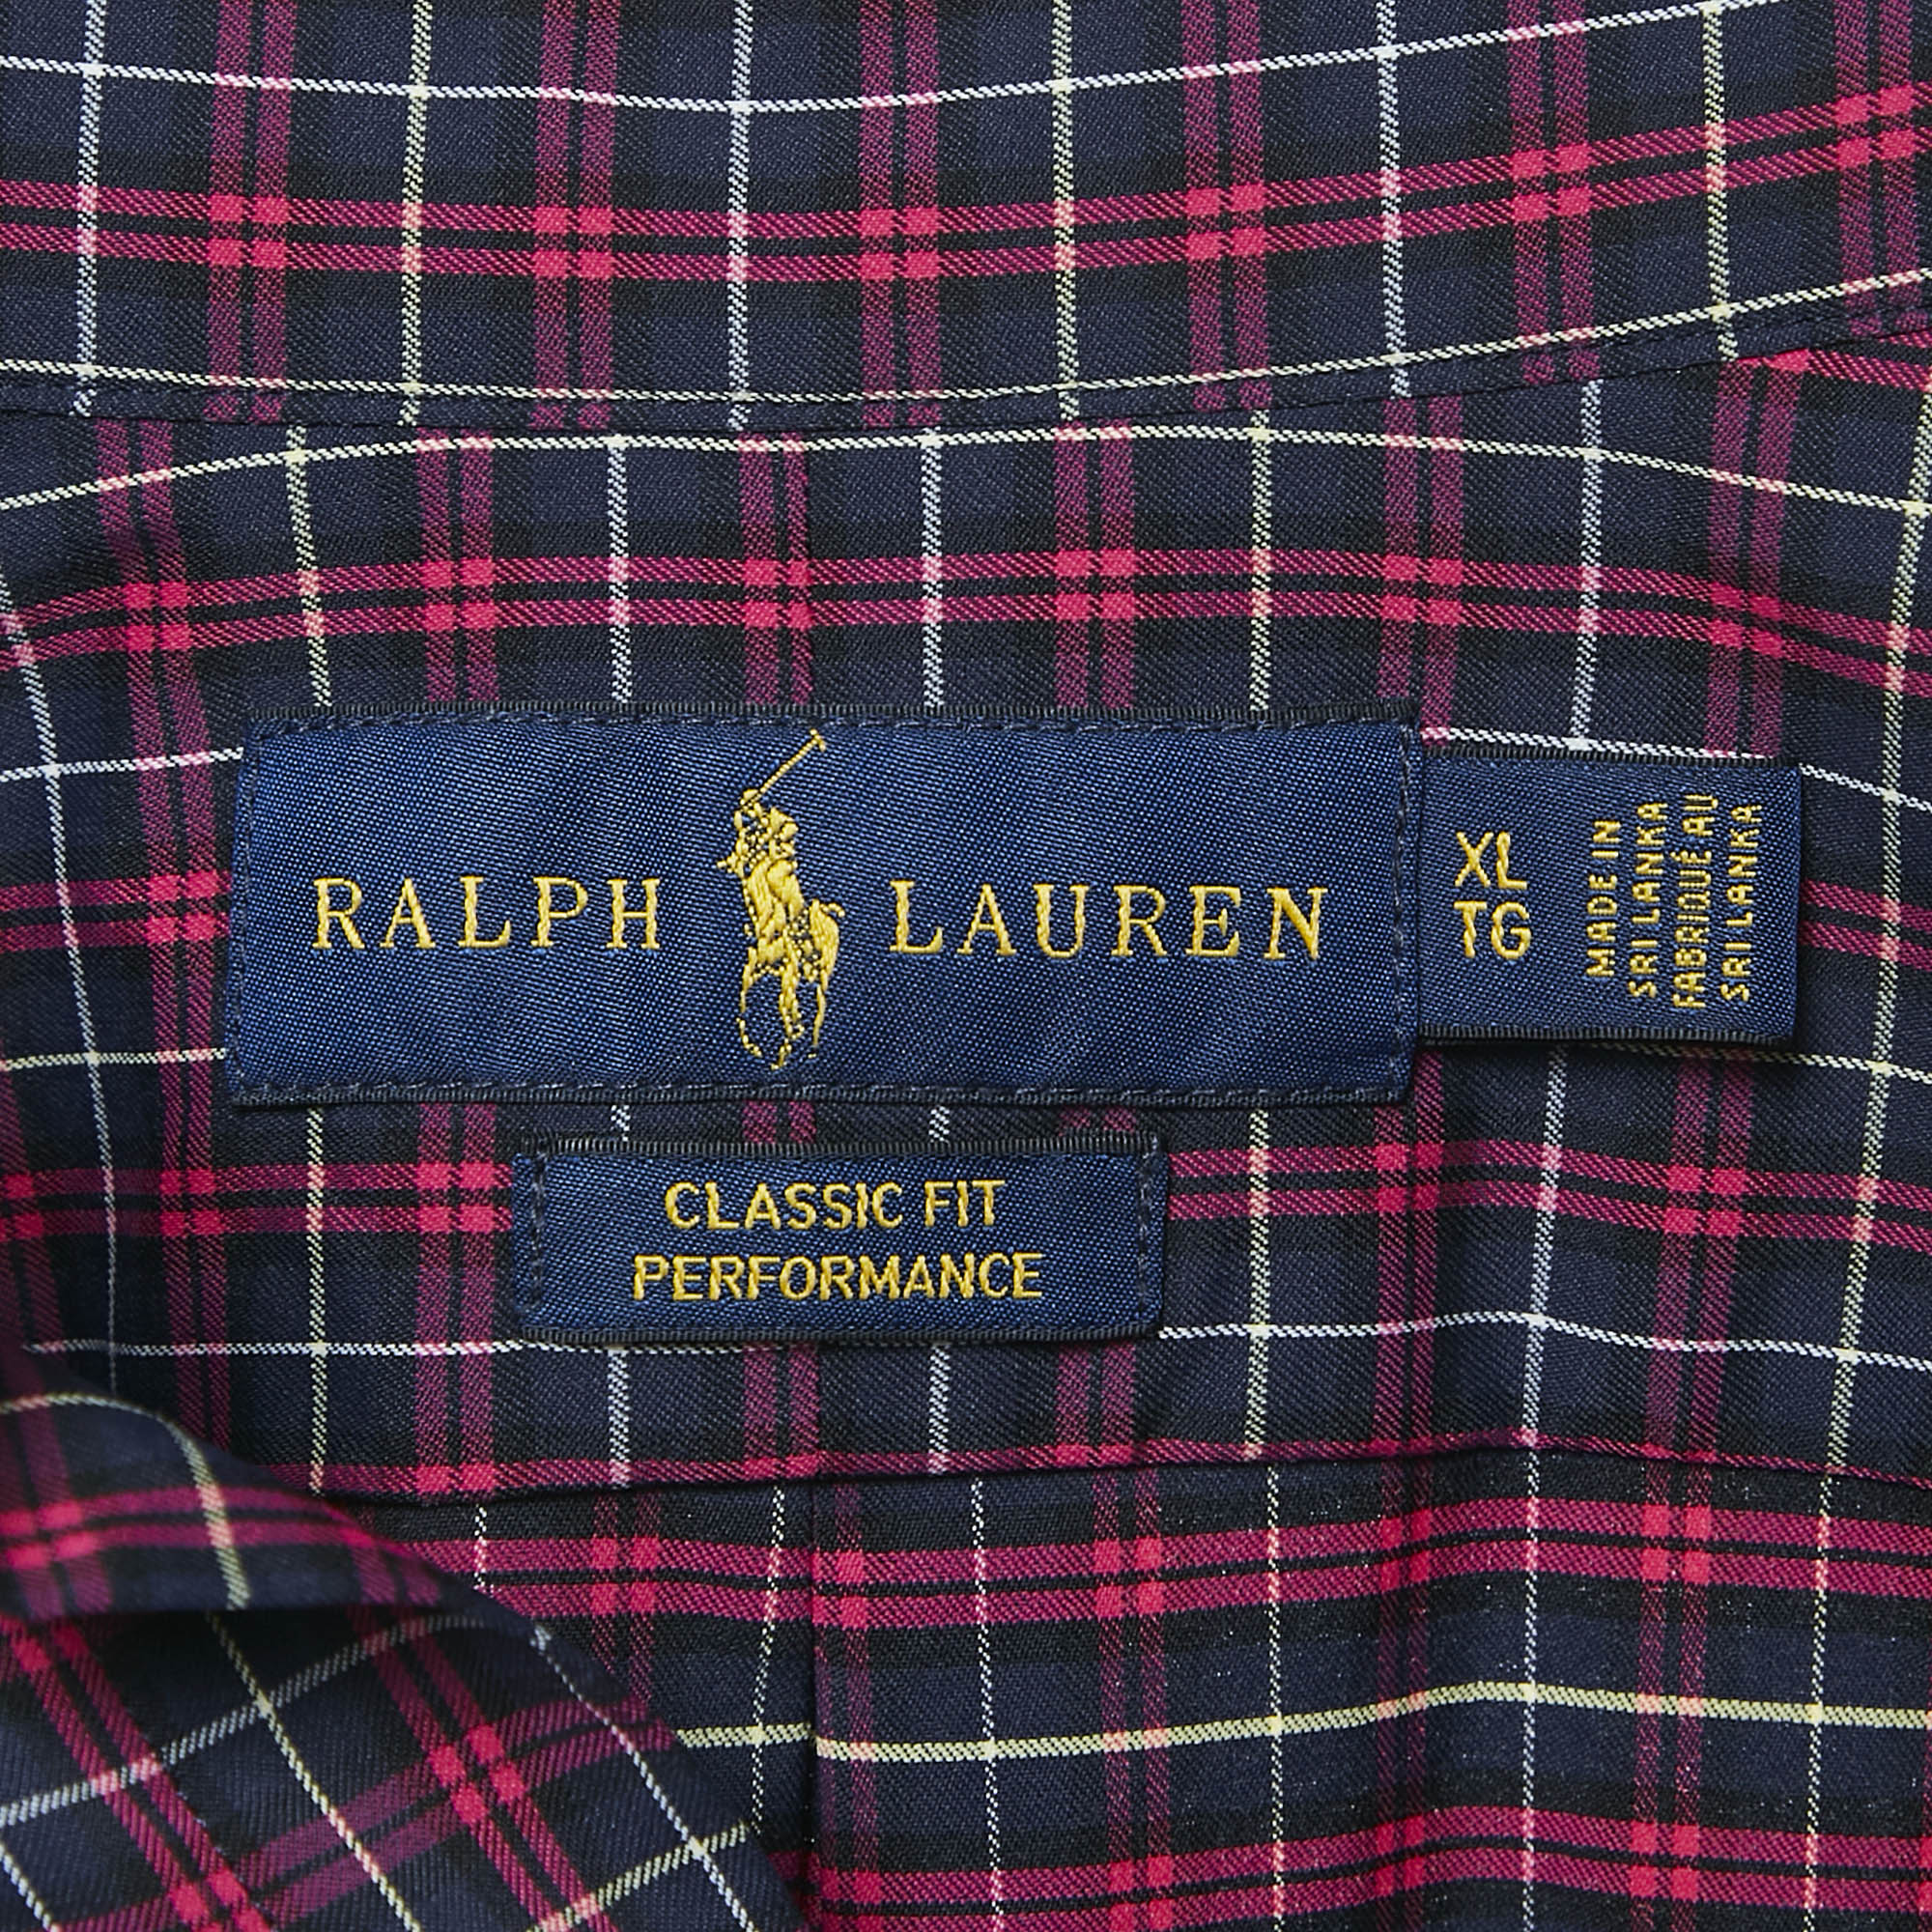 RALPH LAUREN
XL
TG
MADE IN
SRI LANKA
FABRIQUÉ AU
SRI LANKA
CLASSIC FIT
PERFORMANCE